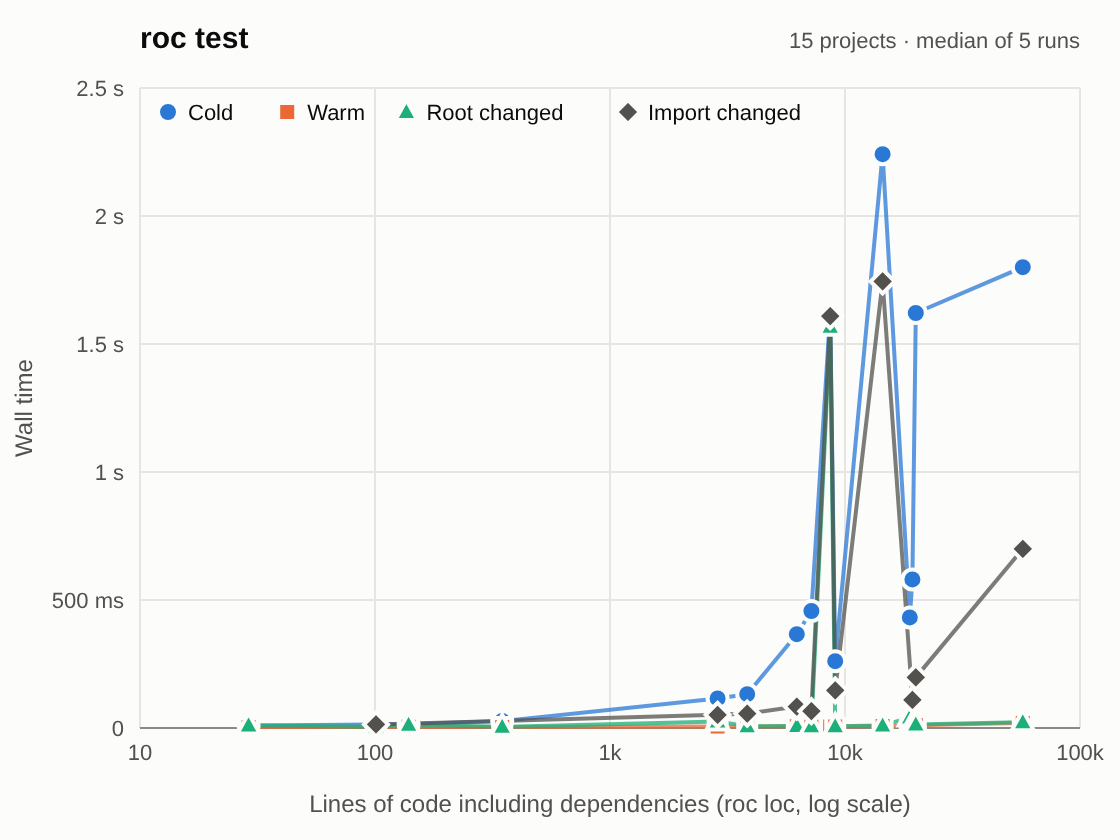 roc test
15 projects · median of 5 runs
2.5 s
Cold
Warm
Root changed
Import changed
2 s
1.5 s
Wall time
1 s
500 ms
0
10
100
1k
10k
100k
Lines of code including dependencies (roc loc, log scale)